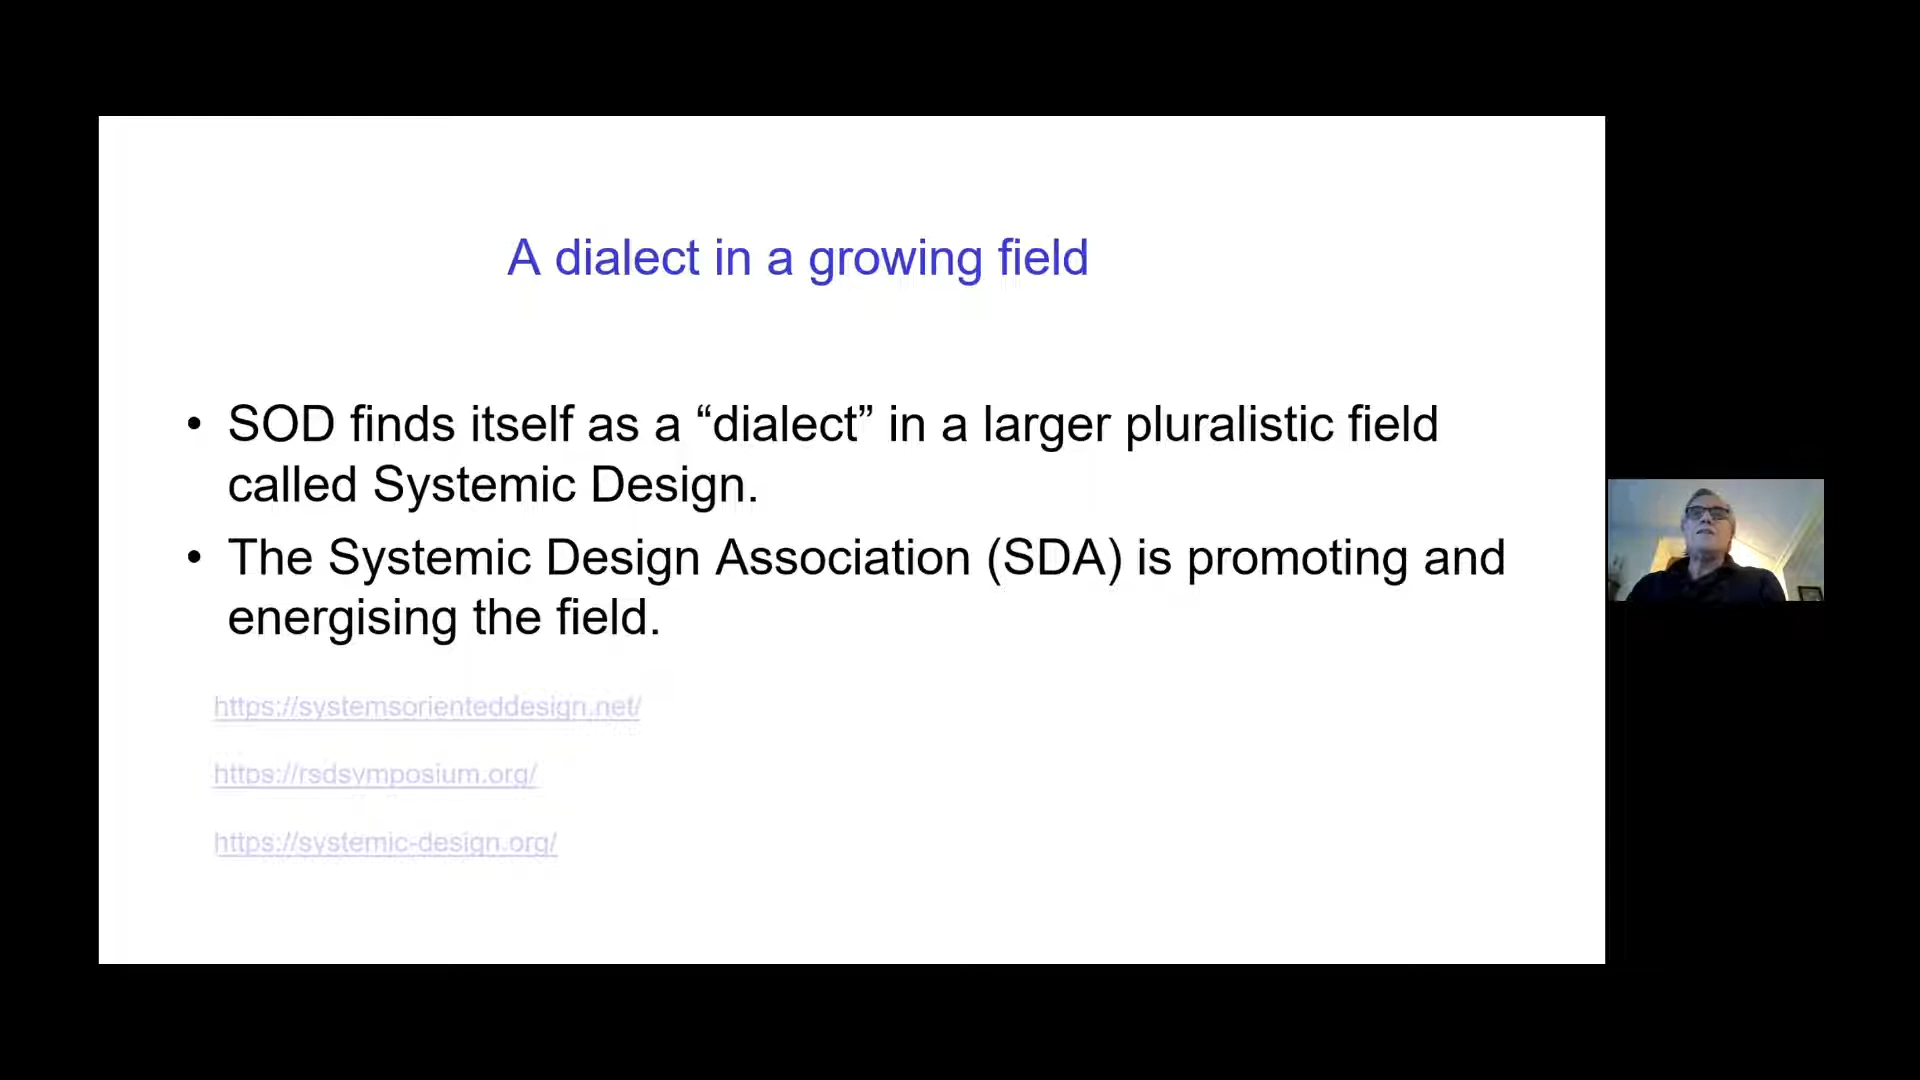 A dialect in a growing field
• SOD finds itself as a “dialect” in a larger pluralistic field
called Systemic Design.
• The Systemic Design Association (SDA) is promoting and
energising the field.
https://systemsorienteddesign.net/
https://rsdsymposium.org/
https://systemic-design.org/